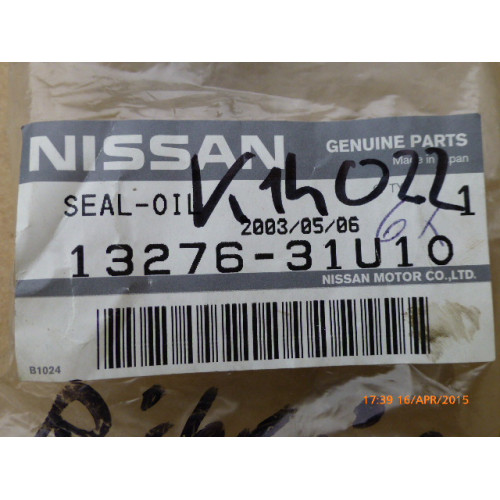 NISSAN GENUINE PARTS
Made in Japan
SEAL-OIL K14022 1
2003/05/06
13276-31U10
NISSAN MOTOR CO.,LTD.
B1024
17:39 16/APR/2015